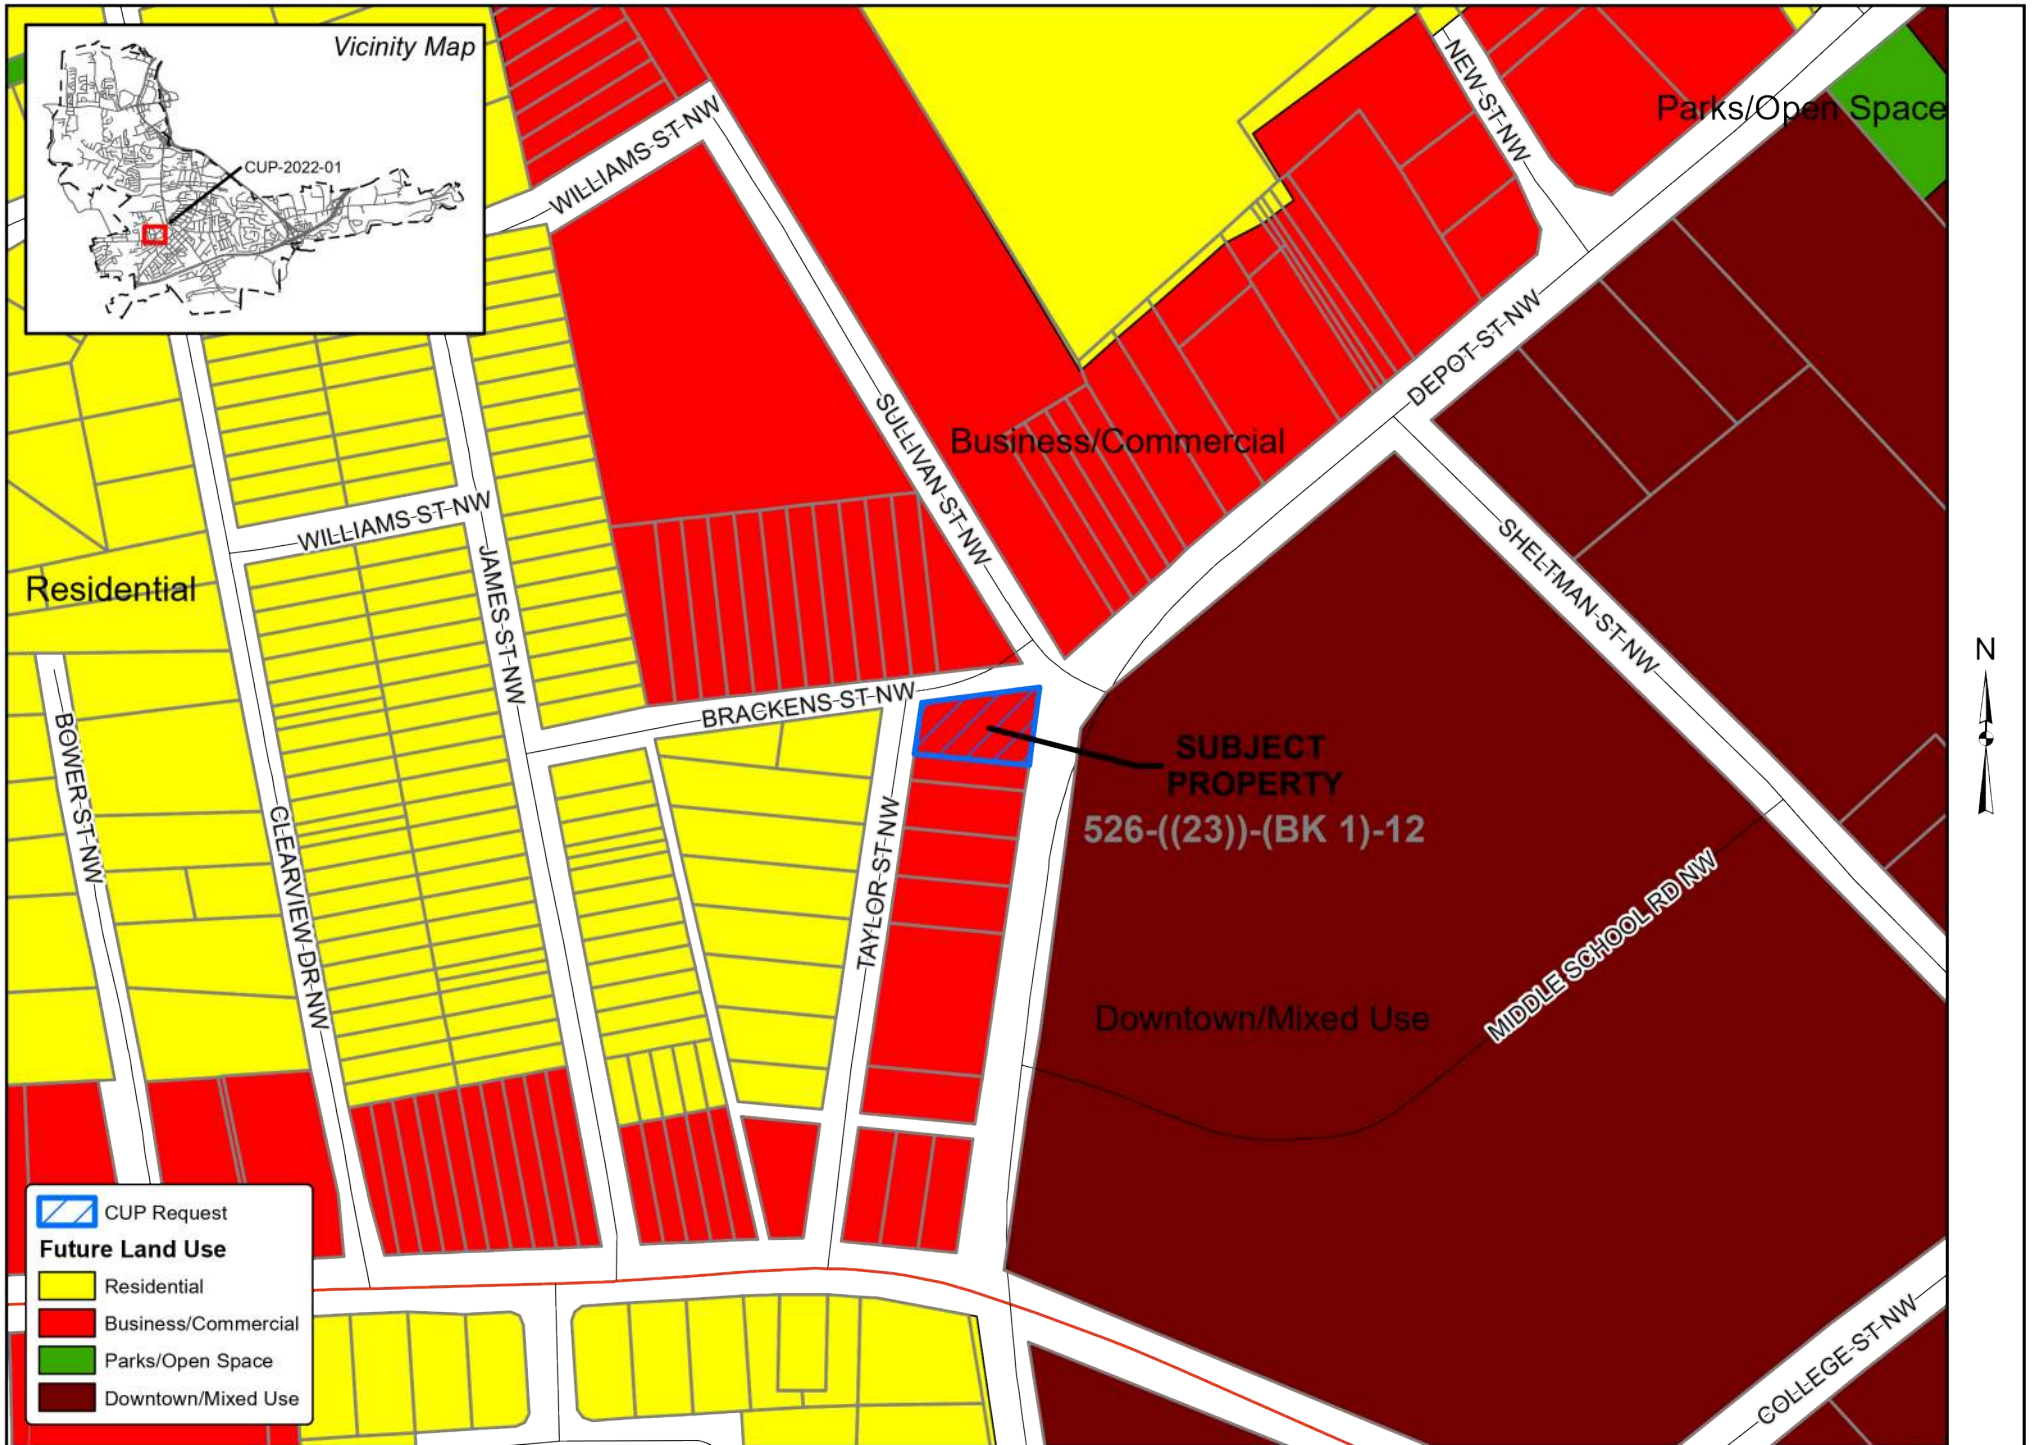 Vicinity Map
CUP-2022-01
WILLIAMS ST NW
NEW ST NW
Parks/Open Space
SULLIVAN ST NW
Business/Commercial
DEPOT ST NW
WILLIAMS ST NW
JAMES ST NW
SHELTMAN ST NW
Residential
N
BRACKENS ST NW
BOWER ST NW
SUBJECT
PROPERTY
526-((23))-(BK 1)-12
CLEARVIEW DR NW
TAYLOR ST NW
MIDDLE SCHOOL RD NW
Downtown/Mixed Use
CUP Request
Future Land Use
Residential
Business/Commercial
Parks/Open Space
Downtown/Mixed Use
COLLEGE ST NW